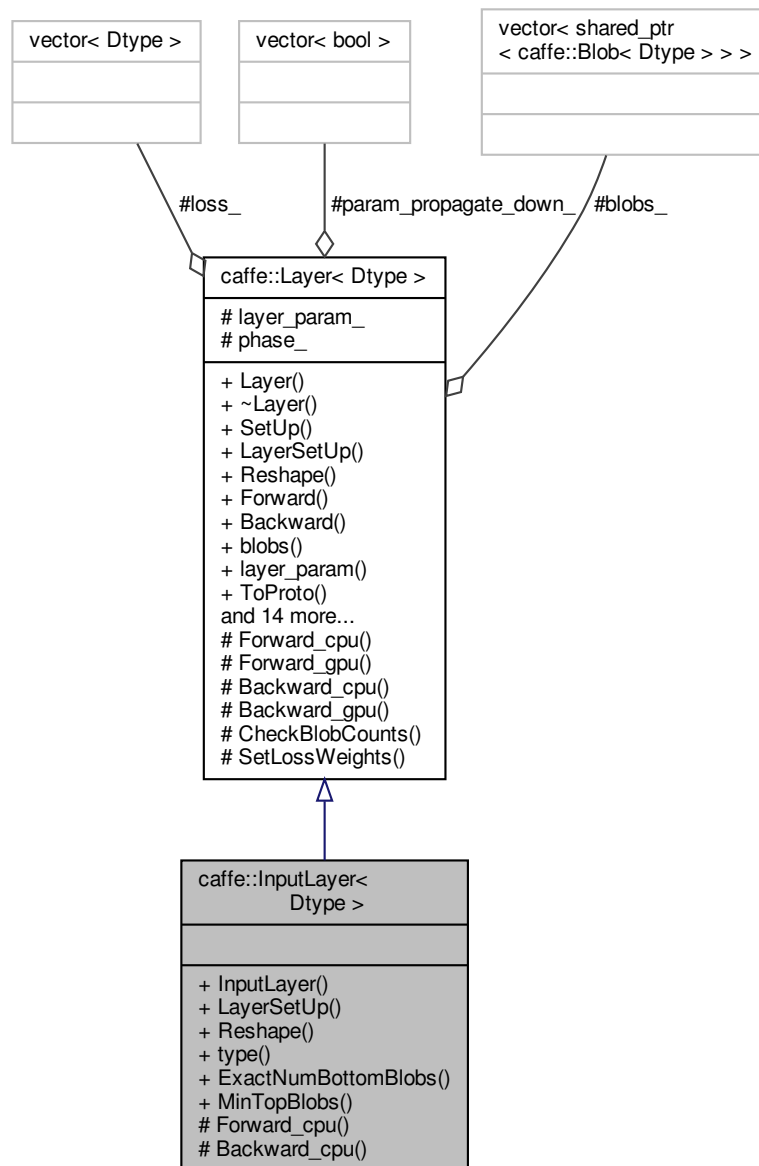 vector< Dtype >
vector< bool >
vector< shared_ptr
< caffe::Blob< Dtype > > >
#loss_
#param_propagate_down_
#blobs_
caffe::Layer< Dtype >
# layer_param_
# phase_
+ Layer()
+ ~Layer()
+ SetUp()
+ LayerSetUp()
+ Reshape()
+ Forward()
+ Backward()
+ blobs()
+ layer_param()
+ ToProto()
and 14 more...
# Forward_cpu()
# Forward_gpu()
# Backward_cpu()
# Backward_gpu()
# CheckBlobCounts()
# SetLossWeights()
caffe::InputLayer<
Dtype >
+ InputLayer()
+ LayerSetUp()
+ Reshape()
+ type()
+ ExactNumBottomBlobs()
+ MinTopBlobs()
# Forward_cpu()
# Backward_cpu()